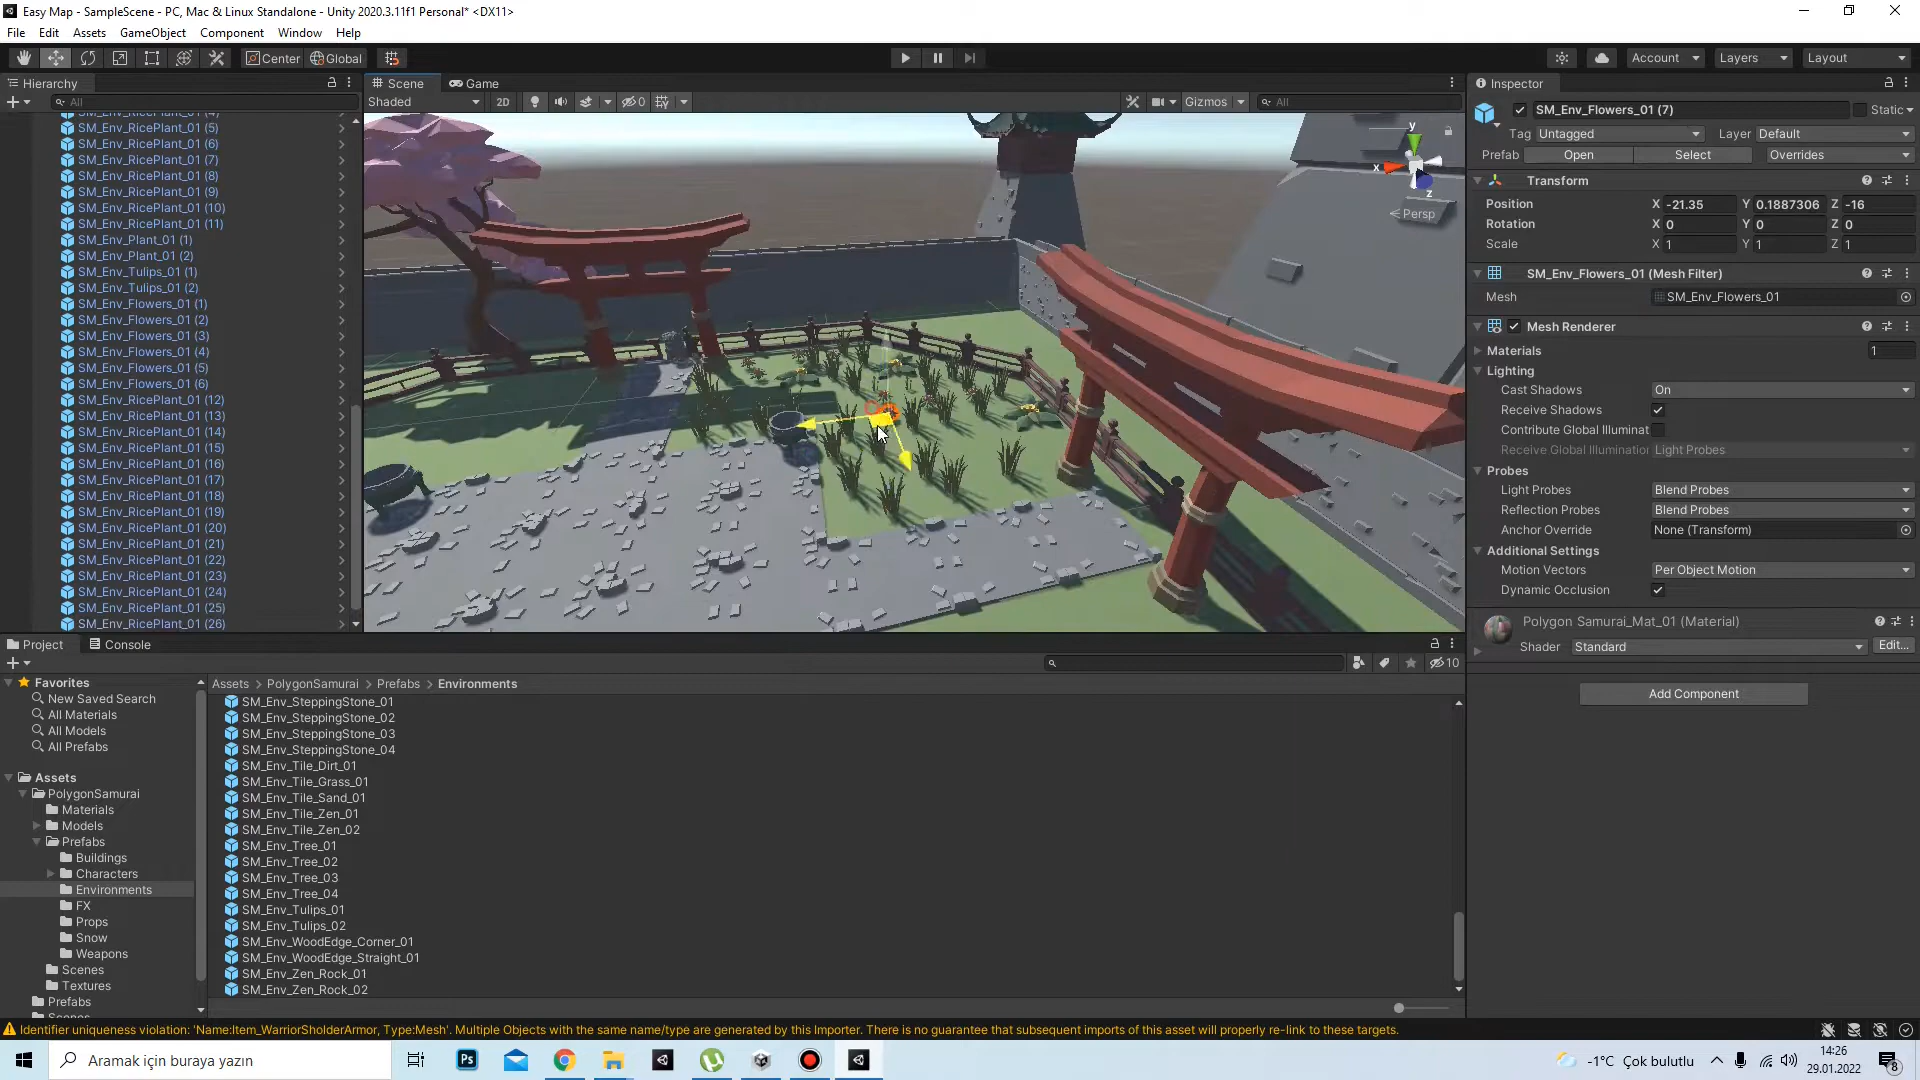 Easy Map - SampleScene - PC, Mac & Linux Standalone - Unity 2020.3.11f1 Personal* <DX11>
File Edit Assets GameObject Component Window Help
Center Global
Account Layers Layout
Hierarchy
All
SM_Env_RicePlant_01 (4)
SM_Env_RicePlant_01 (5)
SM_Env_RicePlant_01 (6)
SM_Env_RicePlant_01 (7)
SM_Env_RicePlant_01 (8)
SM_Env_RicePlant_01 (9)
SM_Env_RicePlant_01 (10)
SM_Env_RicePlant_01 (11)
SM_Env_Plant_01 (1)
SM_Env_Plant_01 (2)
SM_Env_Tulips_01 (1)
SM_Env_Tulips_01 (2)
SM_Env_Flowers_01 (1)
SM_Env_Flowers_01 (2)
SM_Env_Flowers_01 (3)
SM_Env_Flowers_01 (4)
SM_Env_Flowers_01 (5)
SM_Env_Flowers_01 (6)
SM_Env_RicePlant_01 (12)
SM_Env_RicePlant_01 (13)
SM_Env_RicePlant_01 (14)
SM_Env_RicePlant_01 (15)
SM_Env_RicePlant_01 (16)
SM_Env_RicePlant_01 (17)
SM_Env_RicePlant_01 (18)
SM_Env_RicePlant_01 (19)
SM_Env_RicePlant_01 (20)
SM_Env_RicePlant_01 (21)
SM_Env_RicePlant_01 (22)
SM_Env_RicePlant_01 (23)
SM_Env_RicePlant_01 (24)
SM_Env_RicePlant_01 (25)
SM_Env_RicePlant_01 (26)
Scene Game
Shaded 2D 0 Gizmos All
y
x
z
Persp
Inspector
SM_Env_Flowers_01 (7) Static
Tag Untagged Layer Default
Prefab Open Select Overrides
Transform
Position X -21.35 Y 0.1887306 Z -16
Rotation X 0 Y 0 Z 0
Scale X 1 Y 1 Z 1
SM_Env_Flowers_01 (Mesh Filter)
Mesh SM_Env_Flowers_01
Mesh Renderer
Materials 1
Lighting
Cast Shadows On
Receive Shadows
Contribute Global Illuminat
Receive Global Illumination Light Probes
Probes
Light Probes Blend Probes
Reflection Probes Blend Probes
Anchor Override None (Transform)
Additional Settings
Motion Vectors Per Object Motion
Dynamic Occlusion
Polygon Samurai_Mat_01 (Material)
Shader Standard Edit...
Add Component
Project Console
10
Favorites
New Saved Search
All Materials
All Models
All Prefabs
Assets
PolygonSamurai
Materials
Models
Prefabs
Buildings
Characters
Environments
FX
Props
Snow
Weapons
Scenes
Textures
Prefabs
Scenes
Assets > PolygonSamurai > Prefabs > Environments
SM_Env_SteppingStone_01
SM_Env_SteppingStone_02
SM_Env_SteppingStone_03
SM_Env_SteppingStone_04
SM_Env_Tile_Dirt_01
SM_Env_Tile_Grass_01
SM_Env_Tile_Sand_01
SM_Env_Tile_Zen_01
SM_Env_Tile_Zen_02
SM_Env_Tree_01
SM_Env_Tree_02
SM_Env_Tree_03
SM_Env_Tree_04
SM_Env_Tulips_01
SM_Env_Tulips_02
SM_Env_WoodEdge_Corner_01
SM_Env_WoodEdge_Straight_01
SM_Env_Zen_Rock_01
SM_Env_Zen_Rock_02
Identifier uniqueness violation: 'Name:Item_WarriorSholderArmor, Type:Mesh'. Multiple Objects with the same name/type are generated by this Importer. There is no guarantee that subsequent imports of this asset will properly re-link to these targets.
Aramak için buraya yazın
Ps
-1°C Çok bulutlu
14:26
29.01.2022
8